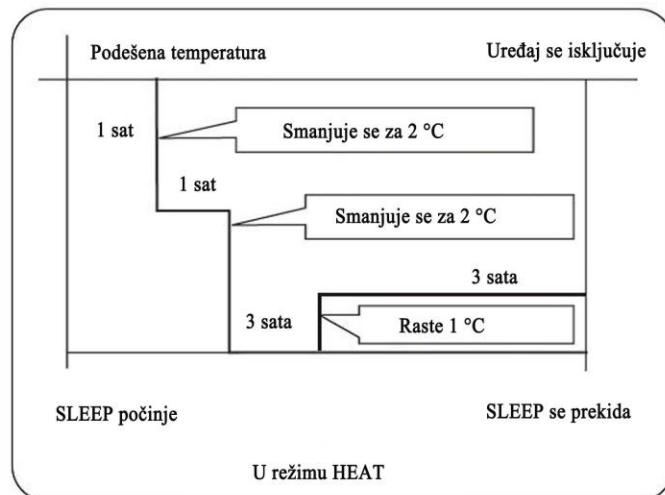 Podešena temperatura
Uređaj se isključuje
1 sat
Smanjuje se za 2 °C
1 sat
Smanjuje se za 2 °C
3 sata
3 sata
Raste 1 °C
SLEEP počinje
SLEEP se prekida
U režimu HEAT